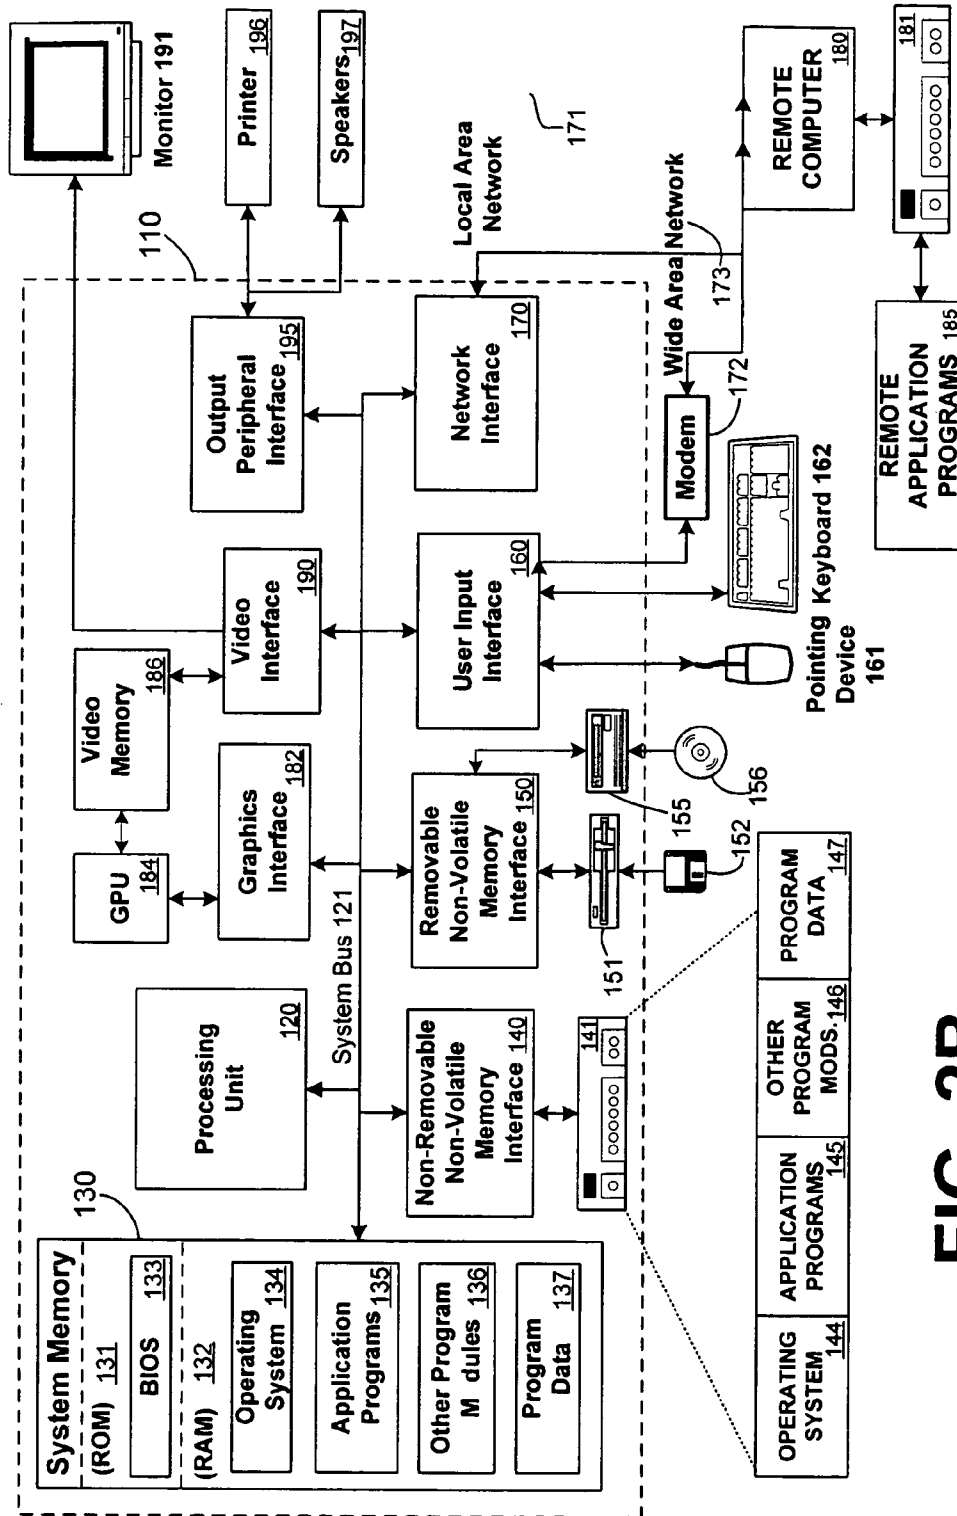 System Memory
130
(ROM) 131
BIOS 133
(RAM) 132
Operating
System 134
Application
Programs 135
Other Program
M dules 136
Program
Data 137
Processing
Unit 120
System Bus 121
GPU
184
Video
Memory 186
Graphics
Interface 182
Video
Interface 190
Output
Peripheral
Interface 195
110
Monitor 191
Printer 196
Speakers 197
Non-Removable
Non-Volatile
Memory
Interface 140
Removable
Non-Volatile
Memory
Interface 150
User Input
Interface 160
Network
Interface 170
Local Area
Network
171
141
151
152
155
156
Modem
172
Wide Area Network
173
Pointing
Device
161
Keyboard 162
REMOTE
COMPUTER
180
181
REMOTE
APPLICATION
PROGRAMS 185
OPERATING
SYSTEM 144
APPLICATION
PROGRAMS 145
OTHER
PROGRAM
MODS. 146
PROGRAM
DATA 147